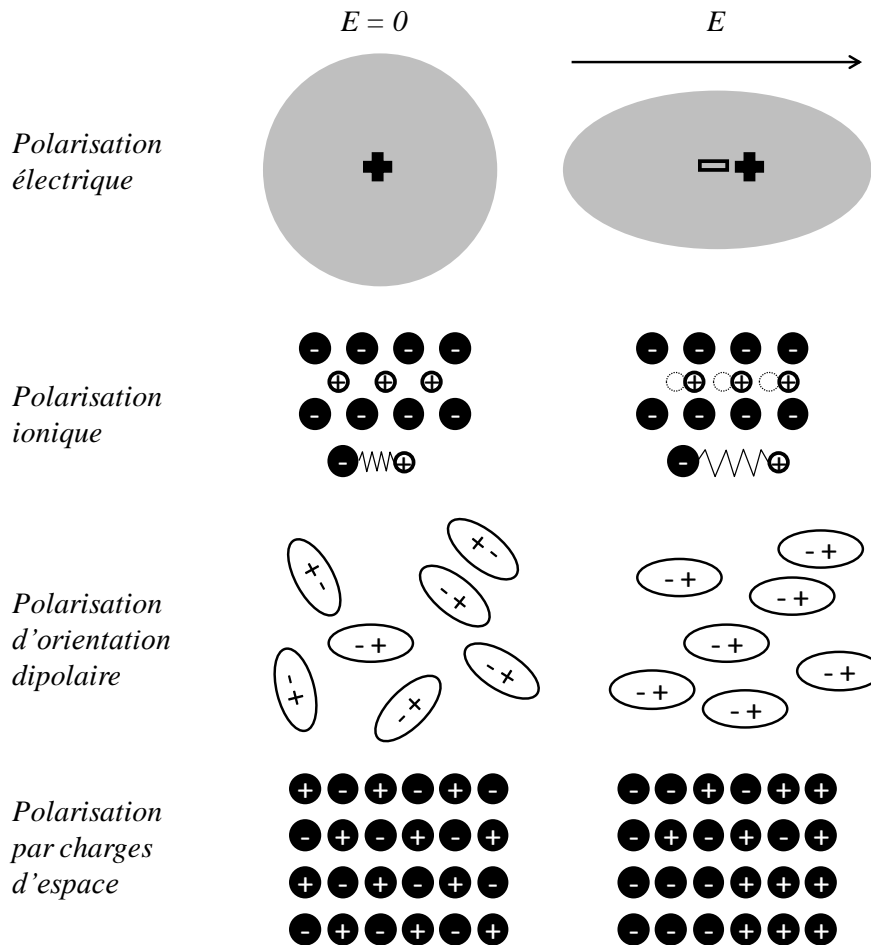 E = 0
E
Polarisation
électrique
Polarisation
ionique
- - - -
+ + +
- - - -
- +
- - - -
+ + +
- - - -
- +
Polarisation
d’orientation
dipolaire
+ -
+ -
- +
- +
- +
- +
- +
- +
- +
- +
- +
- +
- +
- +
Polarisation
par charges
d’espace
+ - + - + -
- + - + - +
+ - + - + -
- + - + - +
- - + - + +
- + - + - +
- - - + + +
- - - + + +